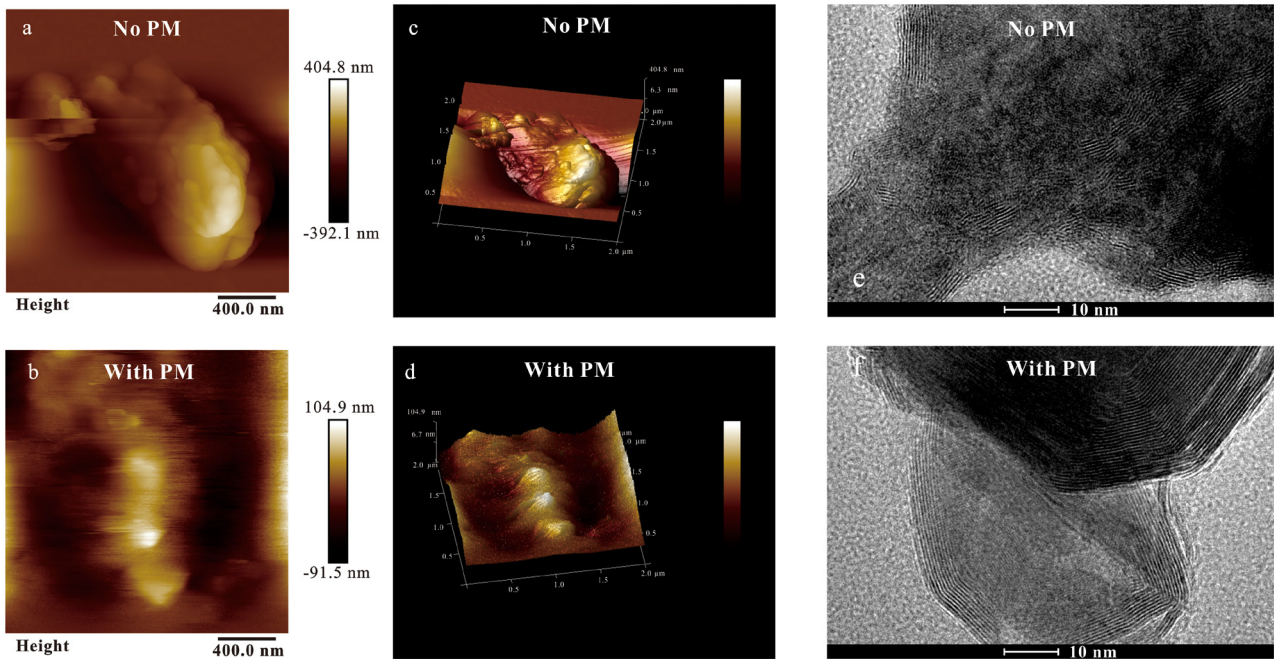 a
No PM
404.8 nm
-392.1 nm
Height
400.0 nm
c
No PM
404.8 nm
6.3 nm
2.0
1.5
1.0
0.5
.0 µm
2.0 µm
1.5
1.0
0.5
0.5
1.0
1.5
2.0 µm
No PM
e
10 nm
b
With PM
104.9 nm
-91.5 nm
Height
400.0 nm
d
With PM
104.9 nm
6.7 nm
2.0 µm
1.5
1.0
0.5
µm
.0 µm
1.5
1.0
0.5
0.5
1.0
1.5
2.0 µm
f
With PM
10 nm